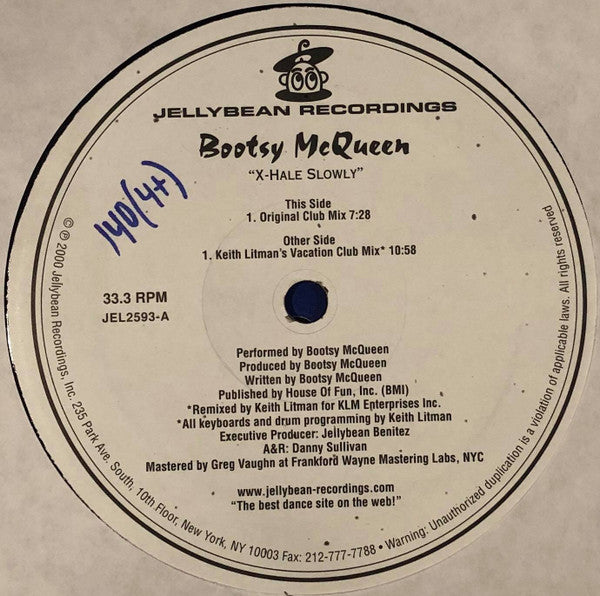 JELLYBEAN RECORDINGS
Bootsy McQueen
"X-HALE SLOWLY"
140(4+)
This Side
1. Original Club Mix 7:28
Other Side
1. Keith Litman's Vacation Club Mix* 10:58
33.3 RPM
JEL2593-A
Performed by Bootsy McQueen
Produced by Bootsy McQueen
Written by Bootsy McQueen
Published by House Of Fun, Inc. (BMI)
*Remixed by Keith Litman for KLM Enterprises Inc.
*All keyboards and drum programming by Keith Litman
Executive Producer: Jellybean Benitez
A&R: Danny Sullivan
Mastered by Greg Vaughn at Frankford Wayne Mastering Labs, NYC
www.jellybean-recordings.com
"The best dance site on the web!"
©℗ 2000 Jellybean Recordings, Inc. 235 Park Ave. South, 10th Floor, New York, NY 10003 Fax: 212-777-7788 • Warning: Unauthorized duplication is a violation of applicable laws. All rights reserved